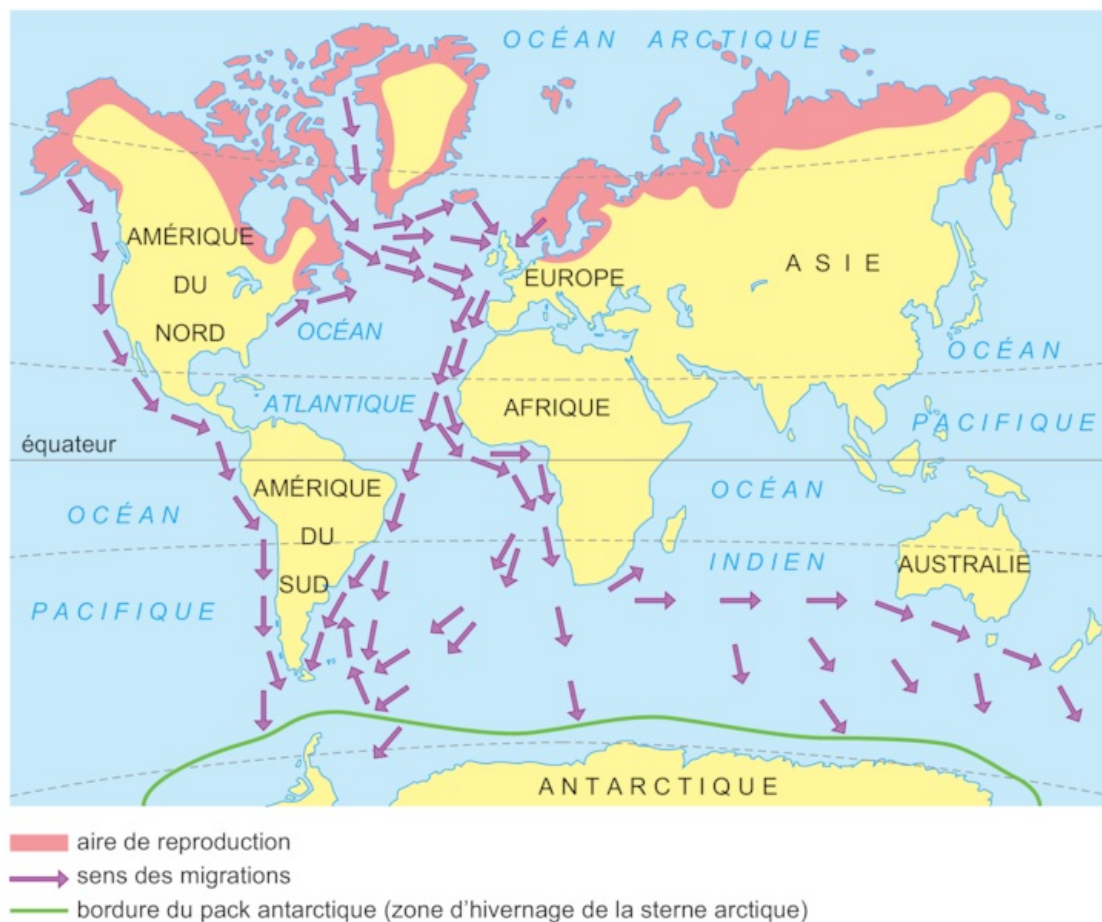 OCÉAN ARCTIQUE
AMÉRIQUE
DU
NORD
EUROPE
ASIE
OCÉAN
ATLANTIQUE
AFRIQUE
OCÉAN
PACIFIQUE
équateur
AMÉRIQUE
DU
SUD
OCÉAN
PACIFIQUE
OCÉAN
INDIEN
AUSTRALIE
ANTARCTIQUE
aire de reproduction
sens des migrations
bordure du pack antarctique (zone d'hivernage de la sterne arctique)